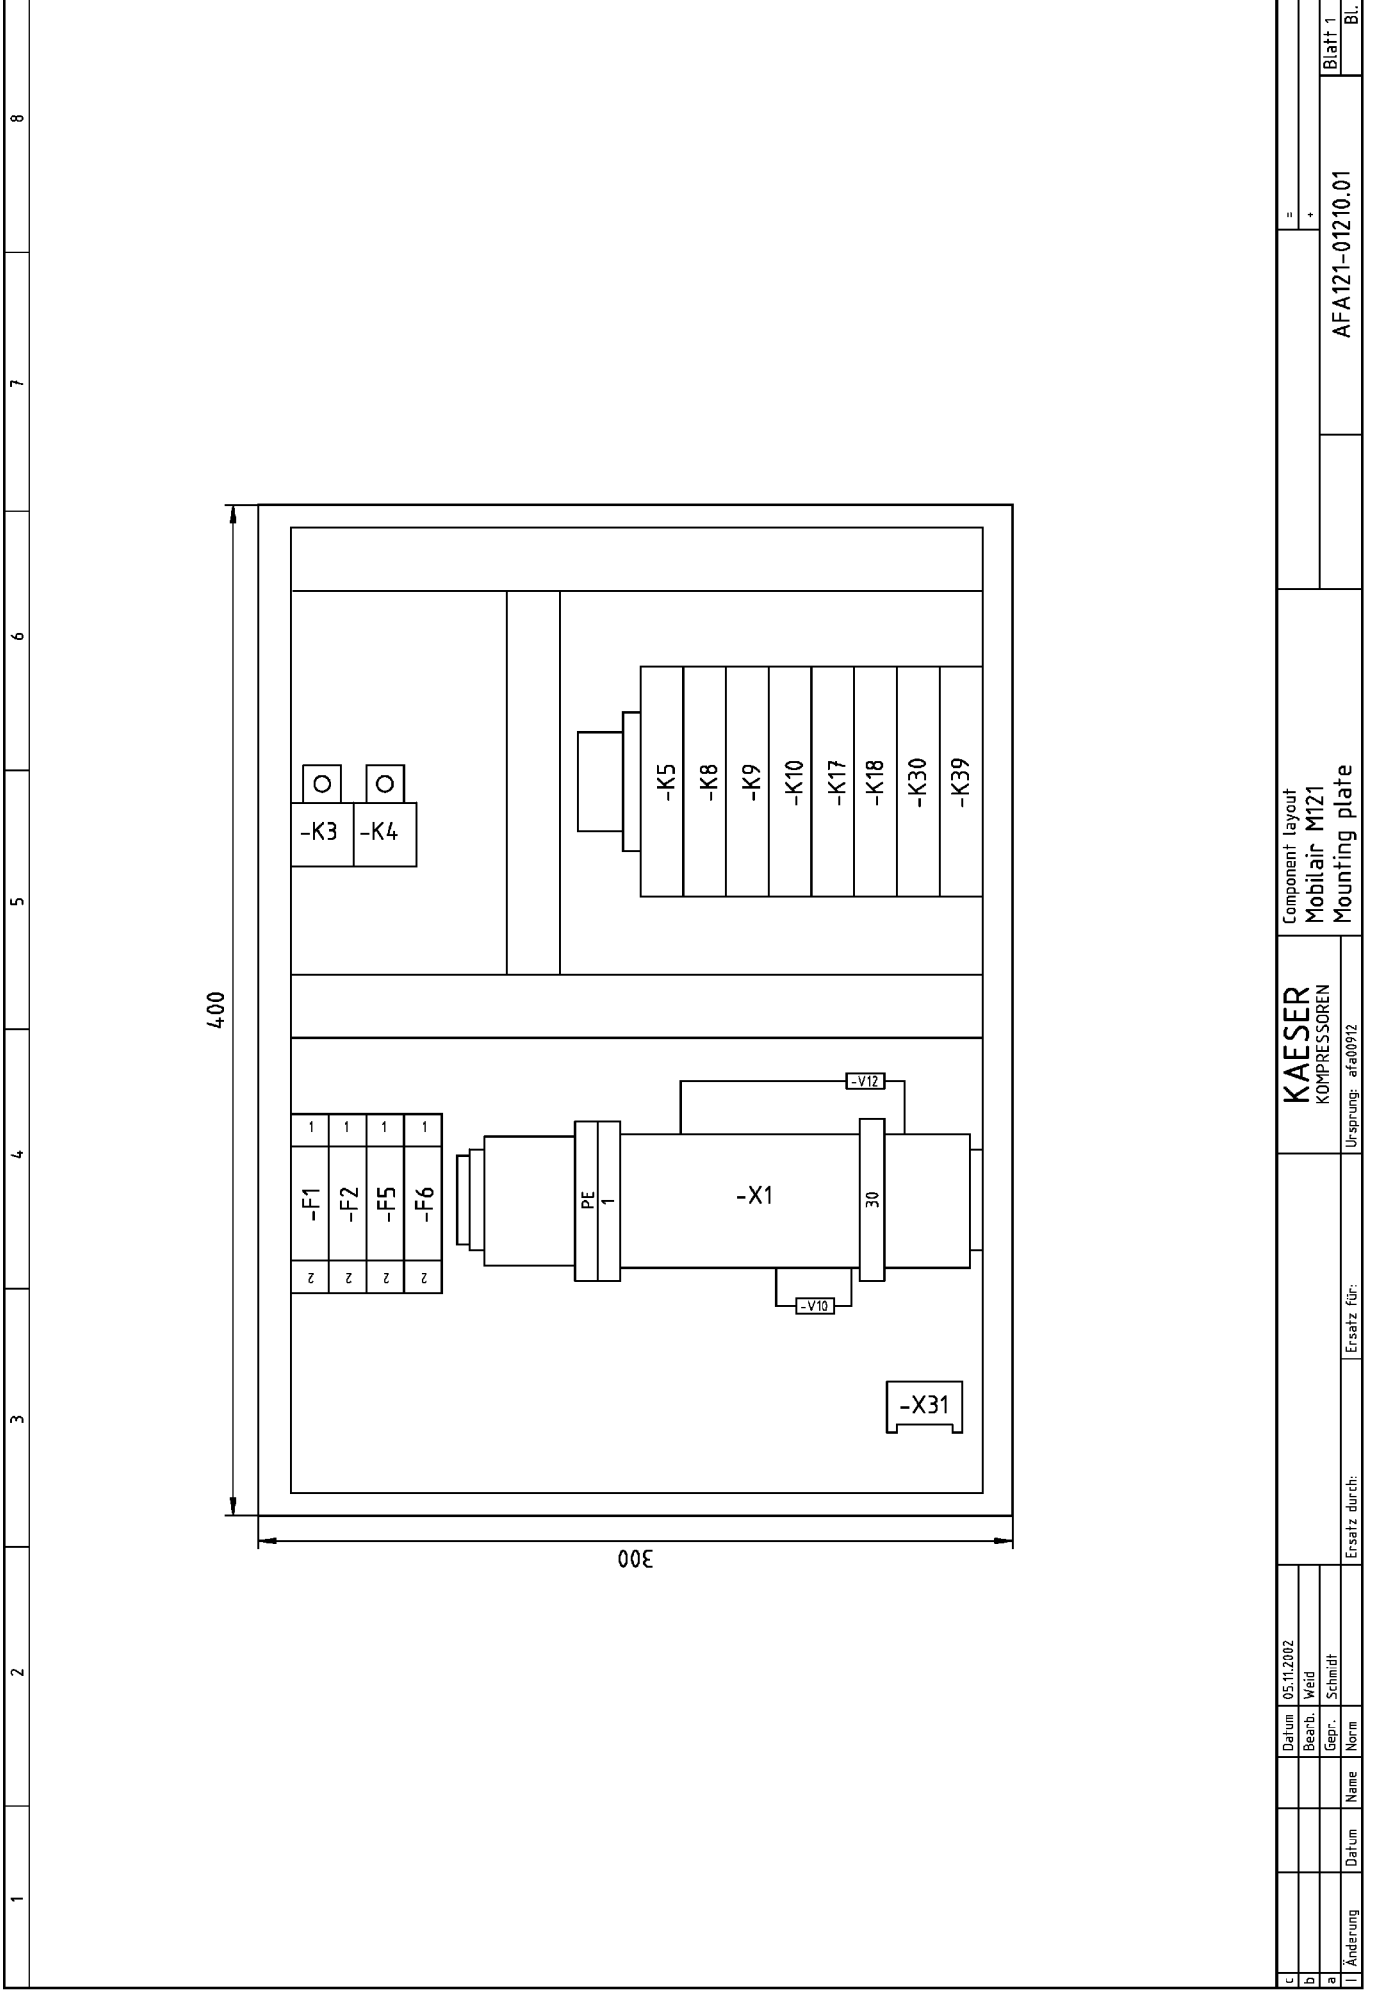 1
2
3
4
5
6
7
8
400
300
-F1
-F2
-F5
-F6
1
1
1
1
2
2
2
2
-K3
-K4
PE
1
-X1
30
-V12
-V10
-X31
-K5
-K8
-K9
-K10
-K17
-K18
-K30
-K39
c
b
a
I
Änderung
Datum
Name
Datum
05.11.2002
Bearb.
Weid
Gepr.
Schmidt
Norm
Ersatz durch:
Ersatz für:
KAESER
KOMPRESSOREN
Ursprung: afa00912
Component layout
Mobilair M121
Mounting plate
=
+
AFA121-01210.01
Blatt 1
Bl.